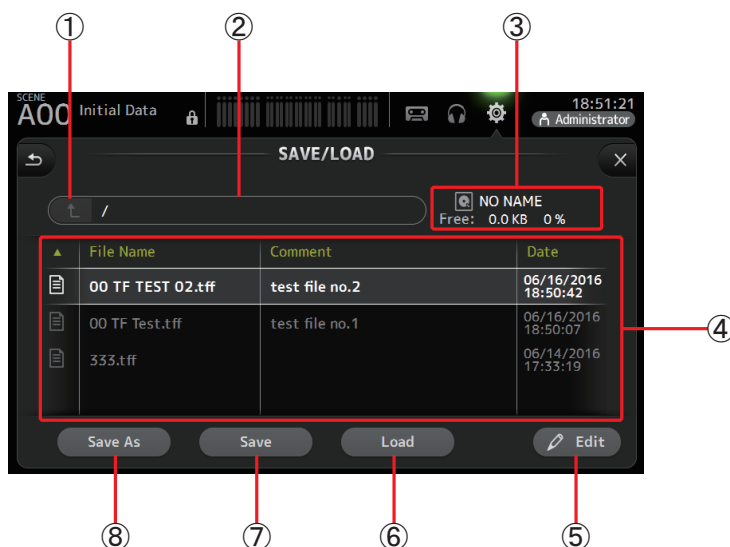 ① ② ③
SCENE
A00 Initial Data 18:51:21
Administrator
SAVE/LOAD
/ NO NAME
Free: 0.0 KB 0 %
File Name Comment Date
00 TF TEST 02.tff test file no.2 06/16/2016
18:50:42
00 TF Test.tff test file no.1 06/16/2016
18:50:07
④
333.tff 06/14/2016
17:33:19
Save As Save Load Edit
⑧ ⑦ ⑥ ⑤